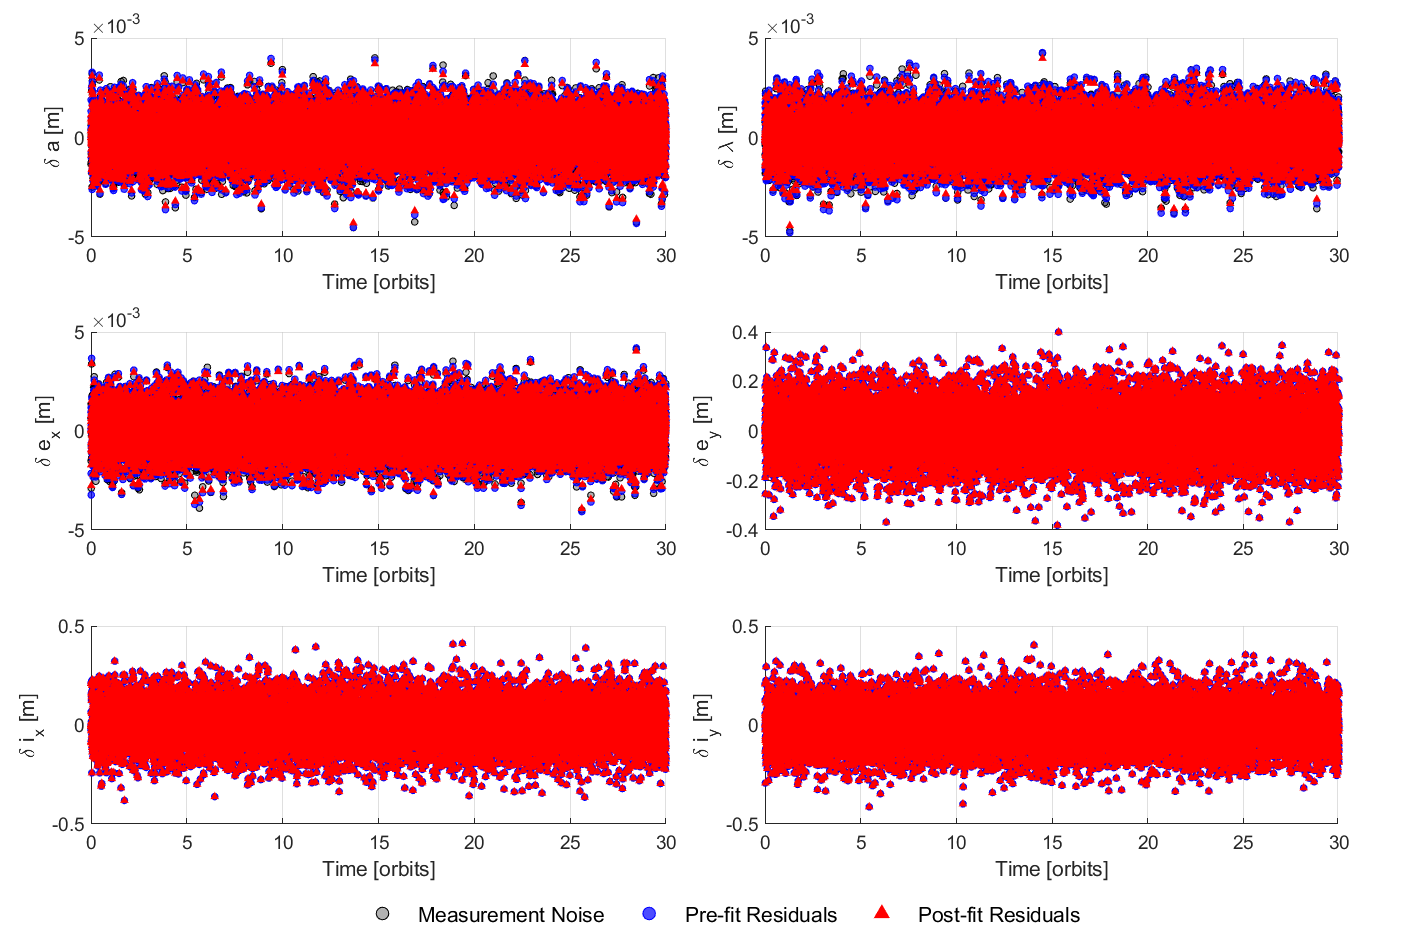 ×10⁻³ ×10⁻³
5 0 -5 δ a [m]
0 5 10 15 20 25 30
Time [orbits]
5 0 -5 δ λ [m]
0 5 10 15 20 25 30
Time [orbits]
×10⁻³
5 0 -5 δ eₓ [m]
0 5 10 15 20 25 30
Time [orbits]
0.4 0.2 0 -0.2 -0.4 δ e_y [m]
0 5 10 15 20 25 30
Time [orbits]
0.5 0 -0.5 δ iₓ [m]
0 5 10 15 20 25 30
Time [orbits]
0.5 0 -0.5 δ i_y [m]
0 5 10 15 20 25 30
Time [orbits]
Measurement Noise Pre-fit Residuals Post-fit Residuals